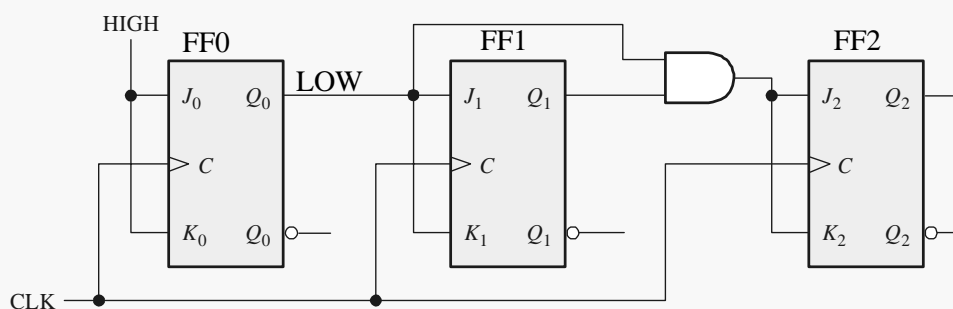 HIGH
FF0 FF1 FF2
LOW
J0 Q0 J1 Q1 J2 Q2
C C C
K0 Q0 K1 Q1 K2 Q2
CLK